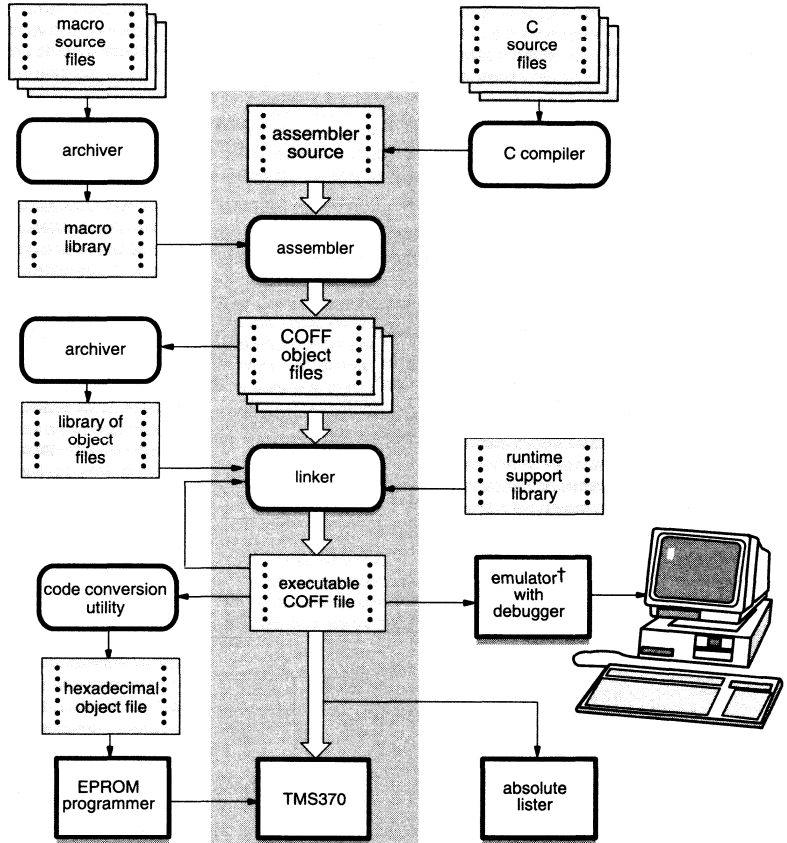 macro
source
files
C
source
files
archiver
assembler
source
C compiler
macro
library
assembler
archiver
COFF
object
files
library of
object
files
linker
runtime
support
library
code conversion
utility
executable
COFF file
emulator†
with
debugger
hexadecimal
object file
EPROM
programmer
TMS370
absolute
lister